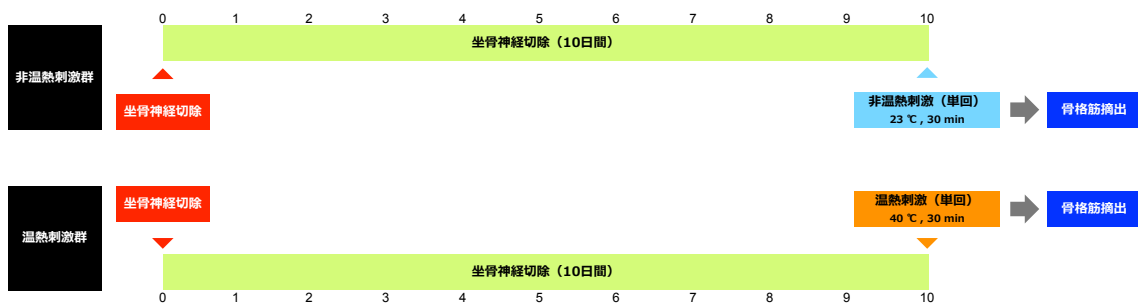 0 1 2 3 4 5 6 7 8 9 10
坐骨神経切除（10日間）
非温熱刺激群
坐骨神経切除
非温熱刺激（単回）
23 ℃ , 30 min
骨格筋摘出
坐骨神経切除
温熱刺激（単回）
40 ℃ , 30 min
骨格筋摘出
温熱刺激群
坐骨神経切除（10日間）
0 1 2 3 4 5 6 7 8 9 10